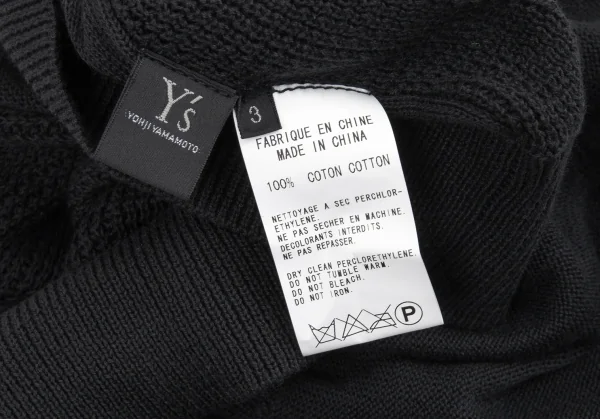 Y's
YOHJI YAMAMOTO
3
FABRIQUE EN CHINE
MADE IN CHINA
100% COTON COTTON
NETTOYAGE A SEC PERCHLOR-
ETHYLENE.
NE PAS SECHER EN MACHINE.
DECOLORANTS INTERDITS.
NE PAS REPASSER.
DRY CLEAN PERCLORETHYLENE.
DO NOT TUMBLE WARM.
DO NOT BLEACH.
DO NOT IRON.
P